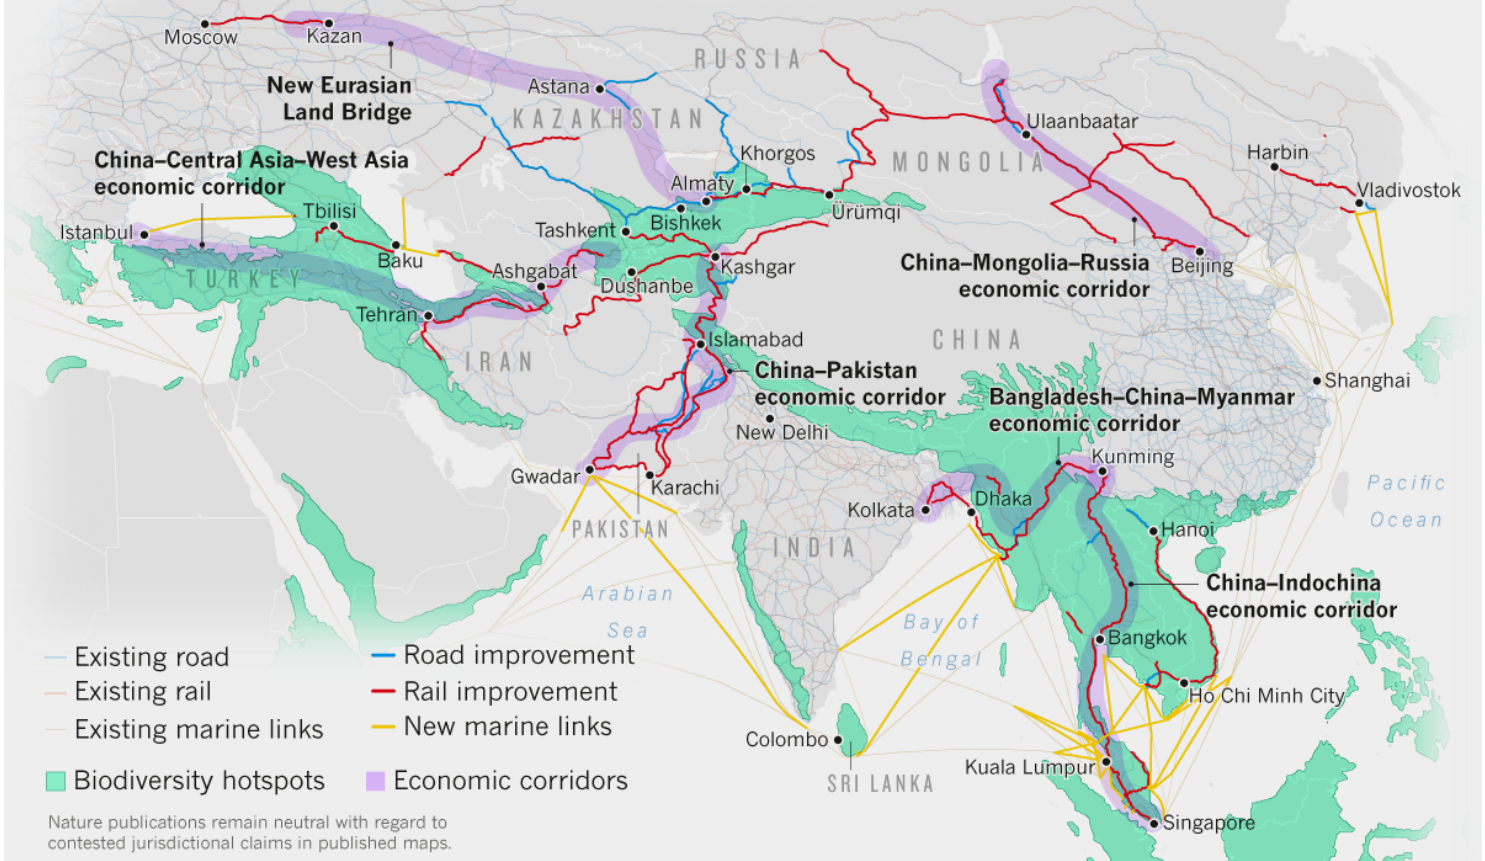 Moscow
Kazan
RUSSIA
New Eurasian
Land Bridge
Astana
KAZAKHSTAN
Ulaanbaatar
MONGOLIA
Harbin
Vladivostok
China–Central Asia–West Asia
economic corridor
Khorgos
Almaty
Bishkek
Ürümqi
Tbilisi
Istanbul
Baku
TURKEY
Tashkent
Ashgabat
Dushanbe
Kashgar
China–Mongolia–Russia
economic corridor
Beijing
Tehran
IRAN
Islamabad
CHINA
China–Pakistan
economic corridor
Shanghai
Bangladesh–China–Myanmar
economic corridor
New Delhi
Kunming
Gwadar
Karachi
PAKISTAN
Kolkata
Dhaka
INDIA
Hanoi
Pacific
Ocean
Arabian
Sea
Bay of
Bengal
China–Indochina
economic corridor
Bangkok
Ho Chi Minh City
Colombo
SRI LANKA
Kuala Lumpur
Singapore
Existing road
Road improvement
Existing rail
Rail improvement
Existing marine links
New marine links
Biodiversity hotspots
Economic corridors
Nature publications remain neutral with regard to
contested jurisdictional claims in published maps.